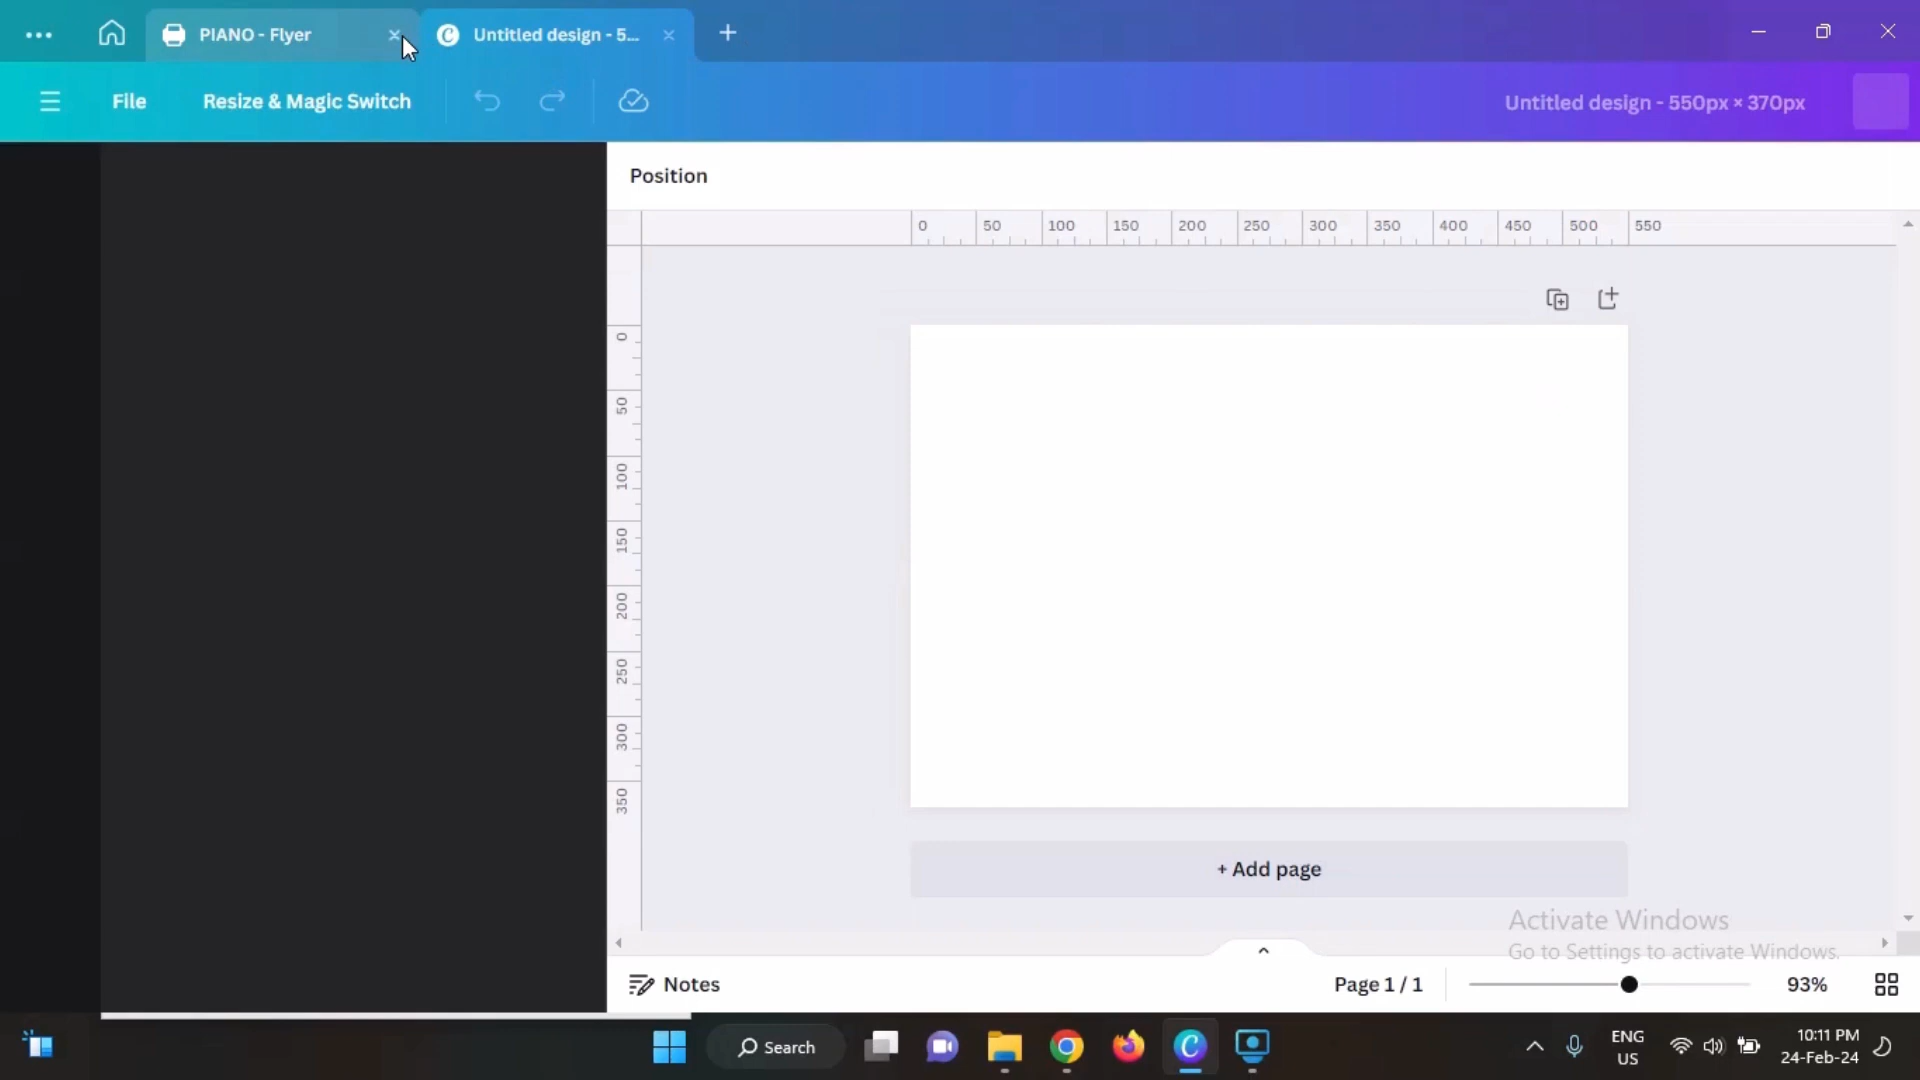 PIANO - Flyer
Untitled design - 5...
File
Resize & Magic Switch
Untitled design - 550px × 370px
Position
0 50 100 150 200 250 300 350 400 450 500 550
0
50
100
150
200
250
300
350
+ Add page
Activate Windows
Go to Settings to activate Windows.
Notes
Page 1 / 1
93%
Search
ENG
US
10:11 PM
24-Feb-24